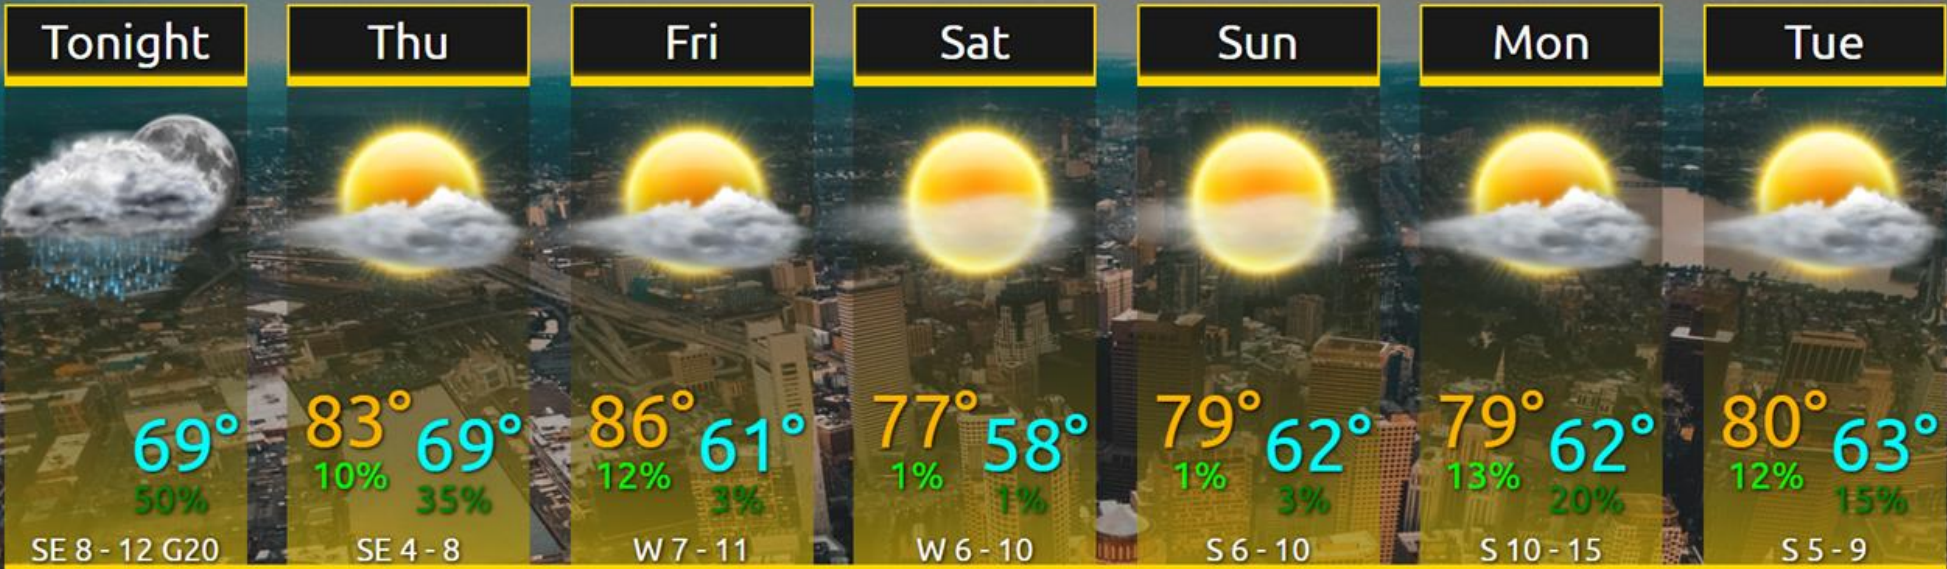 Tonight
69°
50%
SE 8 - 12 G20
Thu
83° 69°
10% 35%
SE 4 - 8
Fri
86° 61°
12% 3%
W 7 - 11
Sat
77° 58°
1% 1%
W 6 - 10
Sun
79° 62°
1% 3%
S 6 - 10
Mon
79° 62°
13% 20%
S 10 - 15
Tue
80° 63°
12% 15%
S 5 - 9